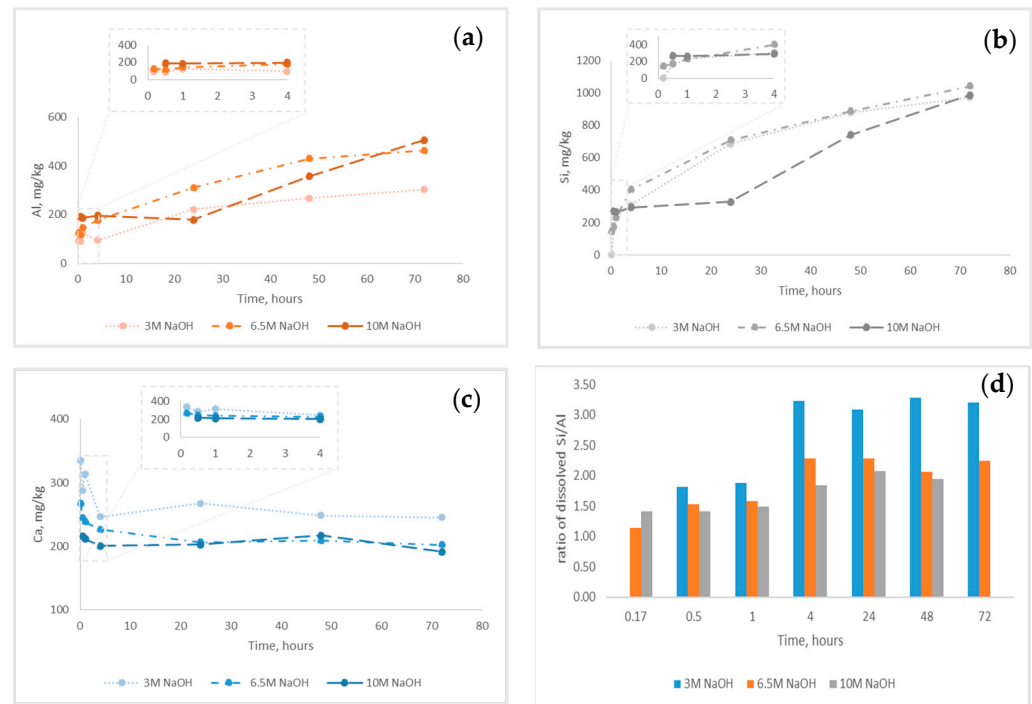 (a)
400
200
0
0 1 2 3 4
600
400
200
0
Al, mg/kg
0 10 20 30 40 50 60 70 80
Time, hours
3M NaOH 6.5M NaOH 10M NaOH
(b)
400
200
0
0 1 2 3 4
1200
1000
800
600
400
200
0
Si, mg/kg
0 10 20 30 40 50 60 70 80
Time, hours
3M NaOH 6.5M NaOH 10M NaOH
(c)
400
200
0
0 1 2 3 4
400
300
200
100
Ca, mg/kg
0 10 20 30 40 50 60 70 80
Time, hours
3M NaOH 6.5M NaOH 10M NaOH
(d)
3.50
3.00
2.50
2.00
1.50
1.00
0.50
0.00
ratio of dissolved Si/Al
0.17 0.5 1 4 24 48 72
Time, hours
3M NaOH 6.5M NaOH 10M NaOH